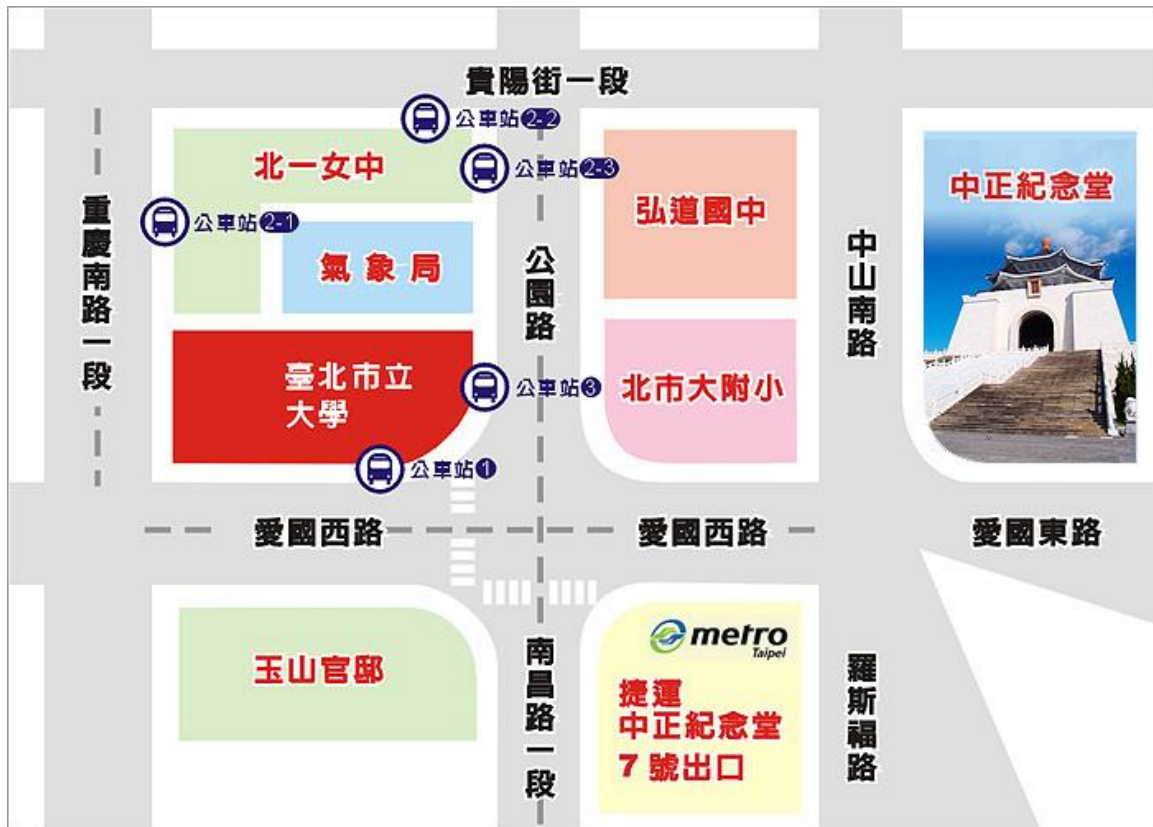 貴陽街一段
公車站2-2
北一女中
公車站2-3
弘道國中
中正紀念堂
公車站2-1
重慶南路一段
氣象局
公園路
中山南路
臺北市立
大學
公車站3
北市大附小
公車站1
愛國西路
愛國西路
愛國東路
玉山官邸
南昌路一段
metro
Taipei
捷運
中正紀念堂
7號出口
羅斯福路